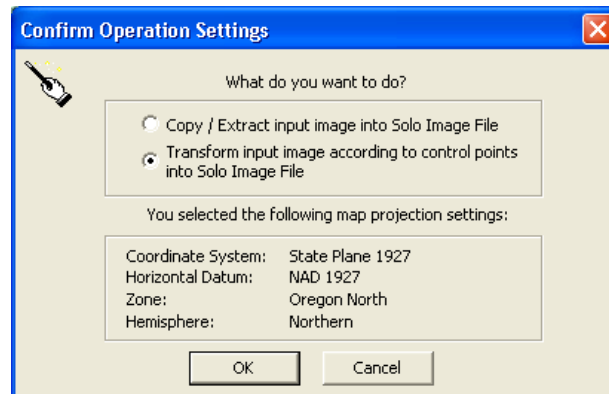 Confirm Operation Settings
What do you want to do?
Copy / Extract input image into Solo Image File
Transform input image according to control points
into Solo Image File
You selected the following map projection settings:
Coordinate System: State Plane 1927
Horizontal Datum: NAD 1927
Zone: Oregon North
Hemisphere: Northern
OK Cancel